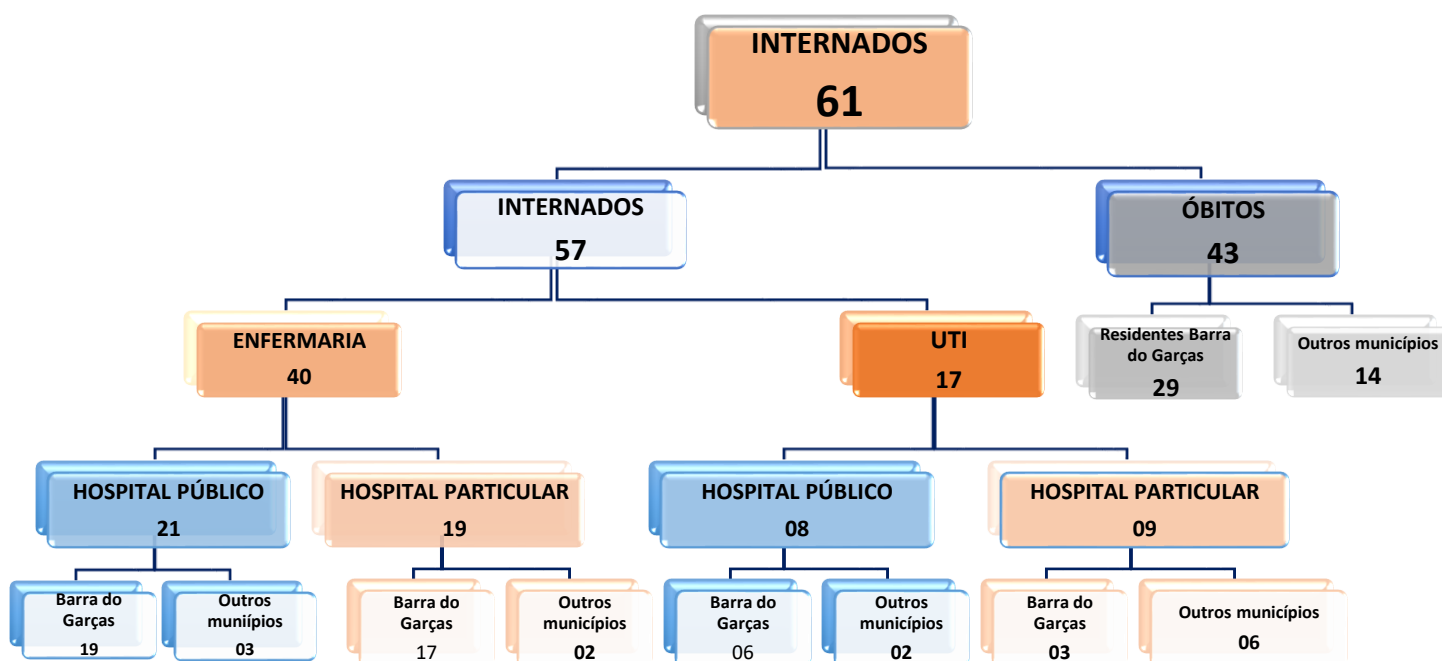 INTERNADOS
61
INTERNADOS
57
ÓBITOS
43
ENFERMARIA
40
UTI
17
Residentes Barra
do Garças
29
Outros municípios
14
HOSPITAL PÚBLICO
21
HOSPITAL PARTICULAR
19
HOSPITAL PÚBLICO
08
HOSPITAL PARTICULAR
09
Barra do
Garças
19
Outros
muniípios
03
Barra do
Garças
17
Outros
municípios
02
Barra do
Garças
06
Outros
municípios
02
Barra do
Garças
03
Outros municípios
06